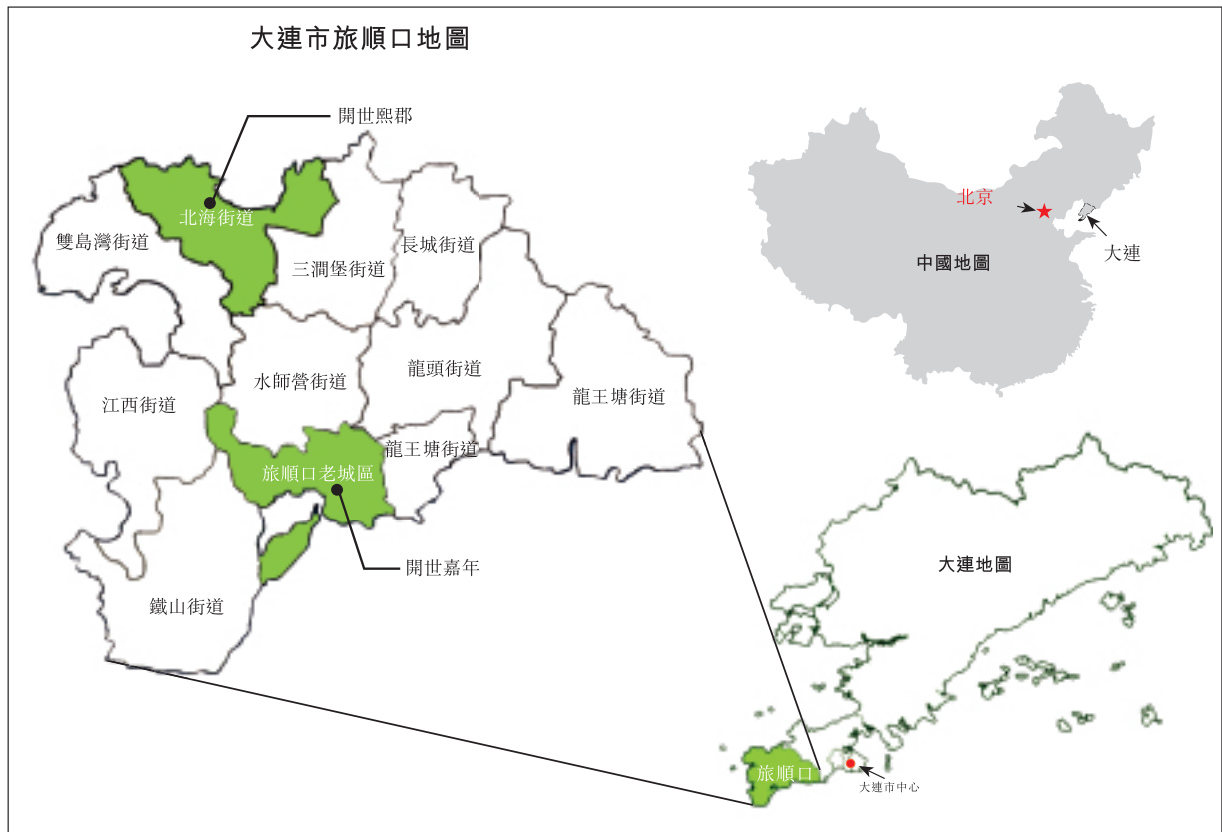 大連市旅順口地圖
開世熙郡
北海街道
雙島灣街道
長城街道
三澗堡街道
水師營街道
龍頭街道
江西街道
龍王塘街道
龍王塘街道
旅順口老城區
開世嘉年
鐵山街道
北京
大連
中國地圖
大連地圖
旅順口
大連市中心